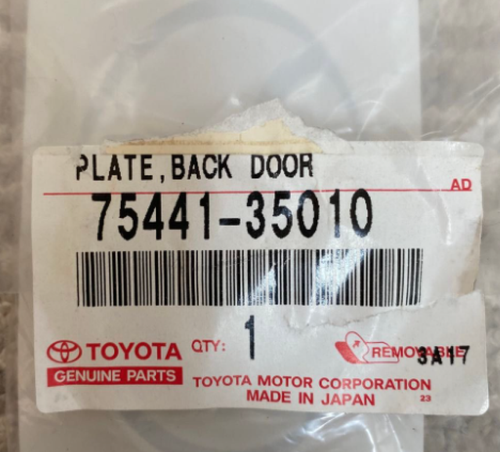 PLATE, BACK DOOR
AD
75441-35010
TOYOTA QTY: 1 REMOVABLE 3A17
GENUINE PARTS
TOYOTA MOTOR CORPORATION
MADE IN JAPAN 23